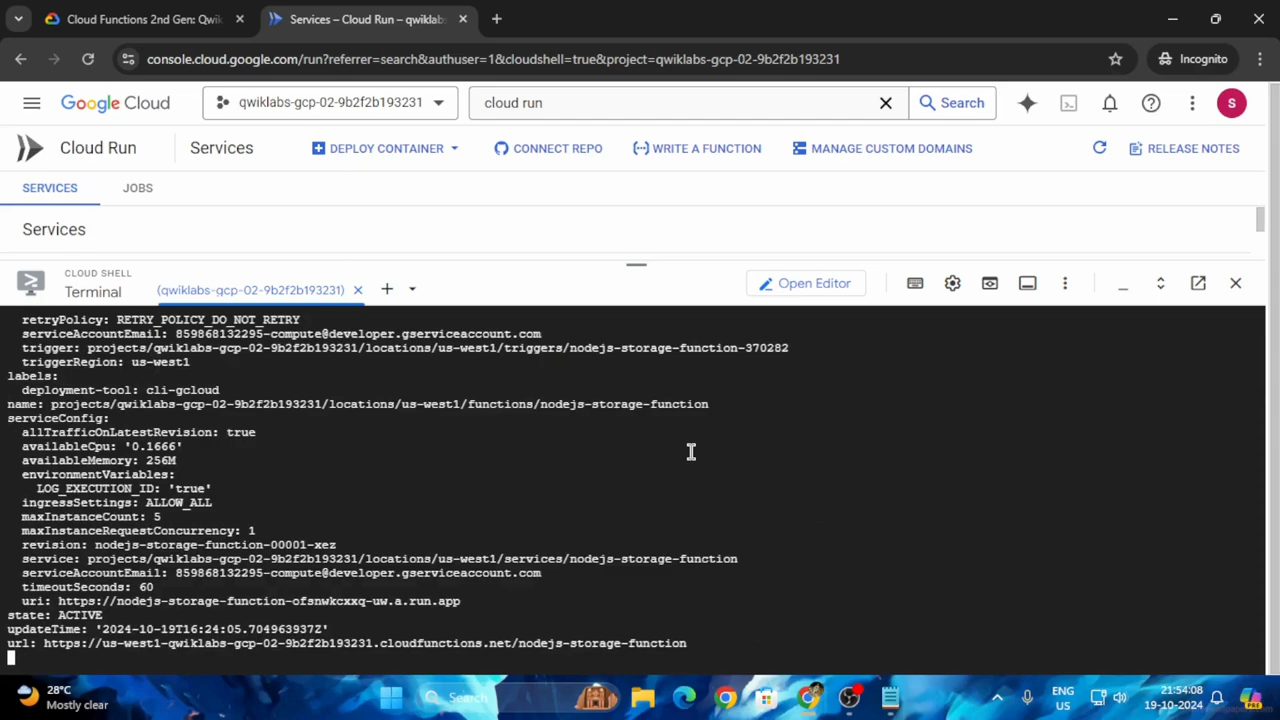 Cloud Functions 2nd Gen: Qwi
Services – Cloud Run – qwiklabs
console.cloud.google.com/run?referrer=search&authuser=1&cloudshell=true&project=qwiklabs-gcp-02-9b2f2b193231
Incognito
Google Cloud
qwiklabs-gcp-02-9b2f2b193231
cloud run
Search
S
Cloud Run
Services
DEPLOY CONTAINER
CONNECT REPO
WRITE A FUNCTION
MANAGE CUSTOM DOMAINS
RELEASE NOTES
SERVICES
JOBS
Services
CLOUD SHELL
Terminal
(qwiklabs-gcp-02-9b2f2b193231)
Open Editor
retryPolicy: RETRY_POLICY_DO_NOT_RETRY
serviceAccountEmail: 859868132295-compute@developer.gserviceaccount.com
trigger: projects/qwiklabs-gcp-02-9b2f2b193231/locations/us-west1/triggers/nodejs-storage-function-370282
triggerRegion: us-west1
labels:
deployment-tool: cli-gcloud
name: projects/qwiklabs-gcp-02-9b2f2b193231/locations/us-west1/functions/nodejs-storage-function
serviceConfig:
allTrafficOnLatestRevision: true
availableCpu: '0.1666'
availableMemory: 256M
environmentVariables:
LOG_EXECUTION_ID: 'true'
ingressSettings: ALLOW_ALL
maxInstanceCount: 5
maxInstanceRequestConcurrency: 1
revision: nodejs-storage-function-00001-xez
service: projects/qwiklabs-gcp-02-9b2f2b193231/locations/us-west1/services/nodejs-storage-function
serviceAccountEmail: 859868132295-compute@developer.gserviceaccount.com
timeoutSeconds: 60
uri: https://nodejs-storage-function-ofsnwkcxxq-uw.a.run.app
state: ACTIVE
updateTime: '2024-10-19T16:24:05.704963937Z'
url: https://us-west1-qwiklabs-gcp-02-9b2f2b193231.cloudfunctions.net/nodejs-storage-function
28°C
Mostly clear
Search
ENG
US
21:54:08
19-10-2024
PRE